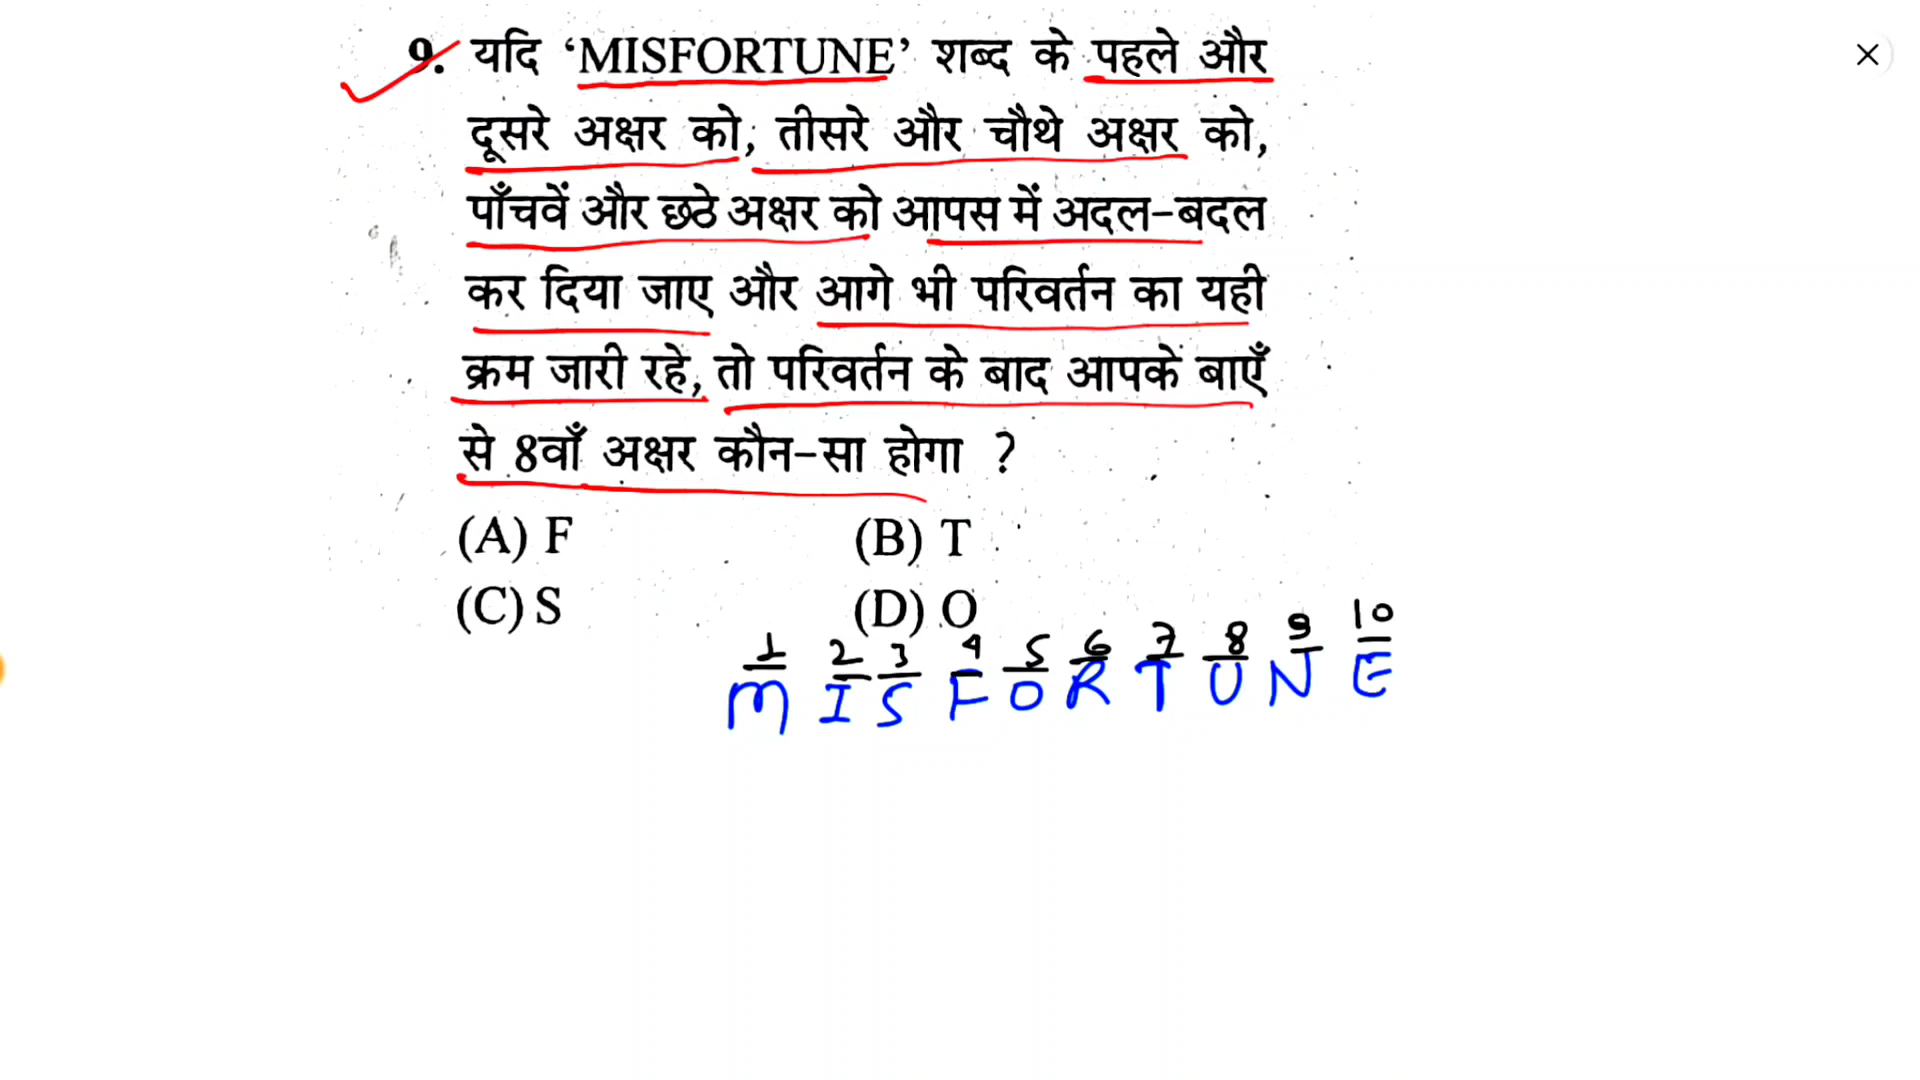 9. यदि ‘MISFORTUNE’ शब्द के पहले और
दूसरे अक्षर को, तीसरे और चौथे अक्षर को,
पाँचवें और छठे अक्षर को आपस में अदल-बदल
कर दिया जाए और आगे भी परिवर्तन का यही
क्रम जारी रहे, तो परिवर्तन के बाद आपके बाएँ
से 8वाँ अक्षर कौन-सा होगा ?
(A) F (B) T
(C) S (D) O
1 2 3 4 5 6 7 8 9 10
M I S F O R T U N E